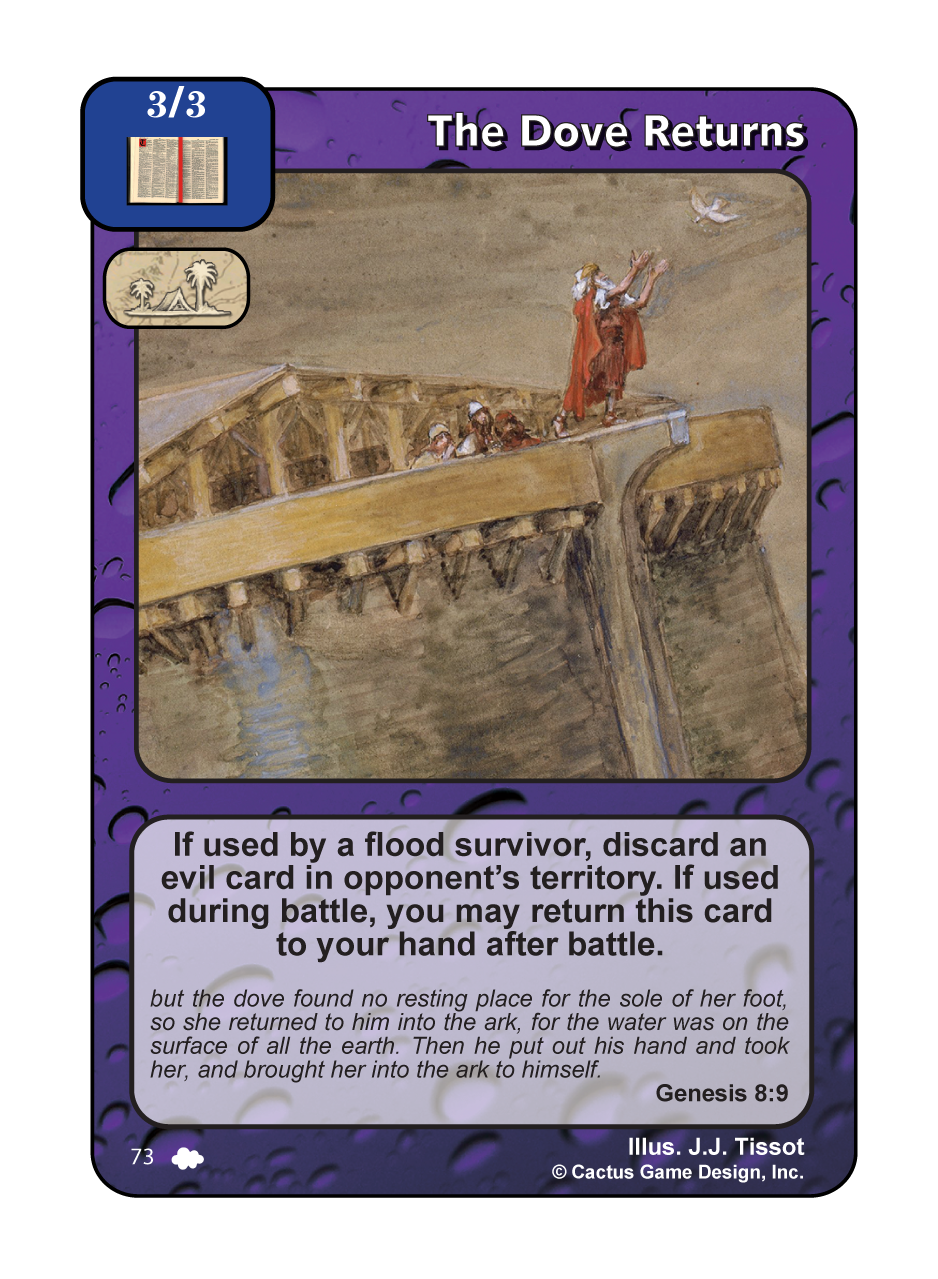 3/3
The Dove Returns
If used by a flood survivor, discard an
evil card in opponent's territory. If used
during battle, you may return this card
to your hand after battle.
but the dove found no resting place for the sole of her foot,
so she returned to him into the ark, for the water was on the
surface of all the earth. Then he put out his hand and took
her, and brought her into the ark to himself.
Genesis 8:9
73
Illus. J.J. Tissot
© Cactus Game Design, Inc.